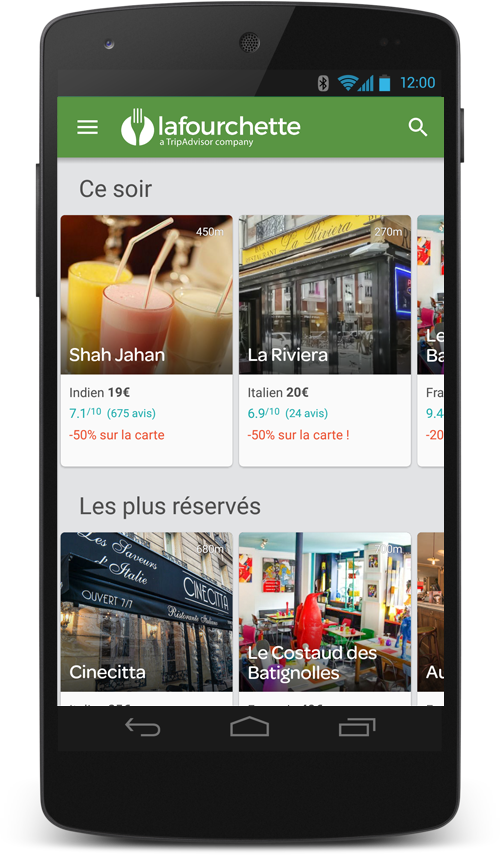 12:00
lafourchette
a TripAdvisor company
Ce soir
450m
Shah Jahan
Indien 19€
7.1/10 (675 avis)
-50% sur la carte
La Riviera
270m
La Riviera
Italien 20€
6.9/10 (24 avis)
-50% sur la carte !
Le
Ba
Fra
9.4
-20
Les plus réservés
680m
Les Saveurs
d'Italie
OUVERT 7/7
CINECITTA
Ristorante Italiano
Cinecitta
Le Costaud des
Batignolles
Au